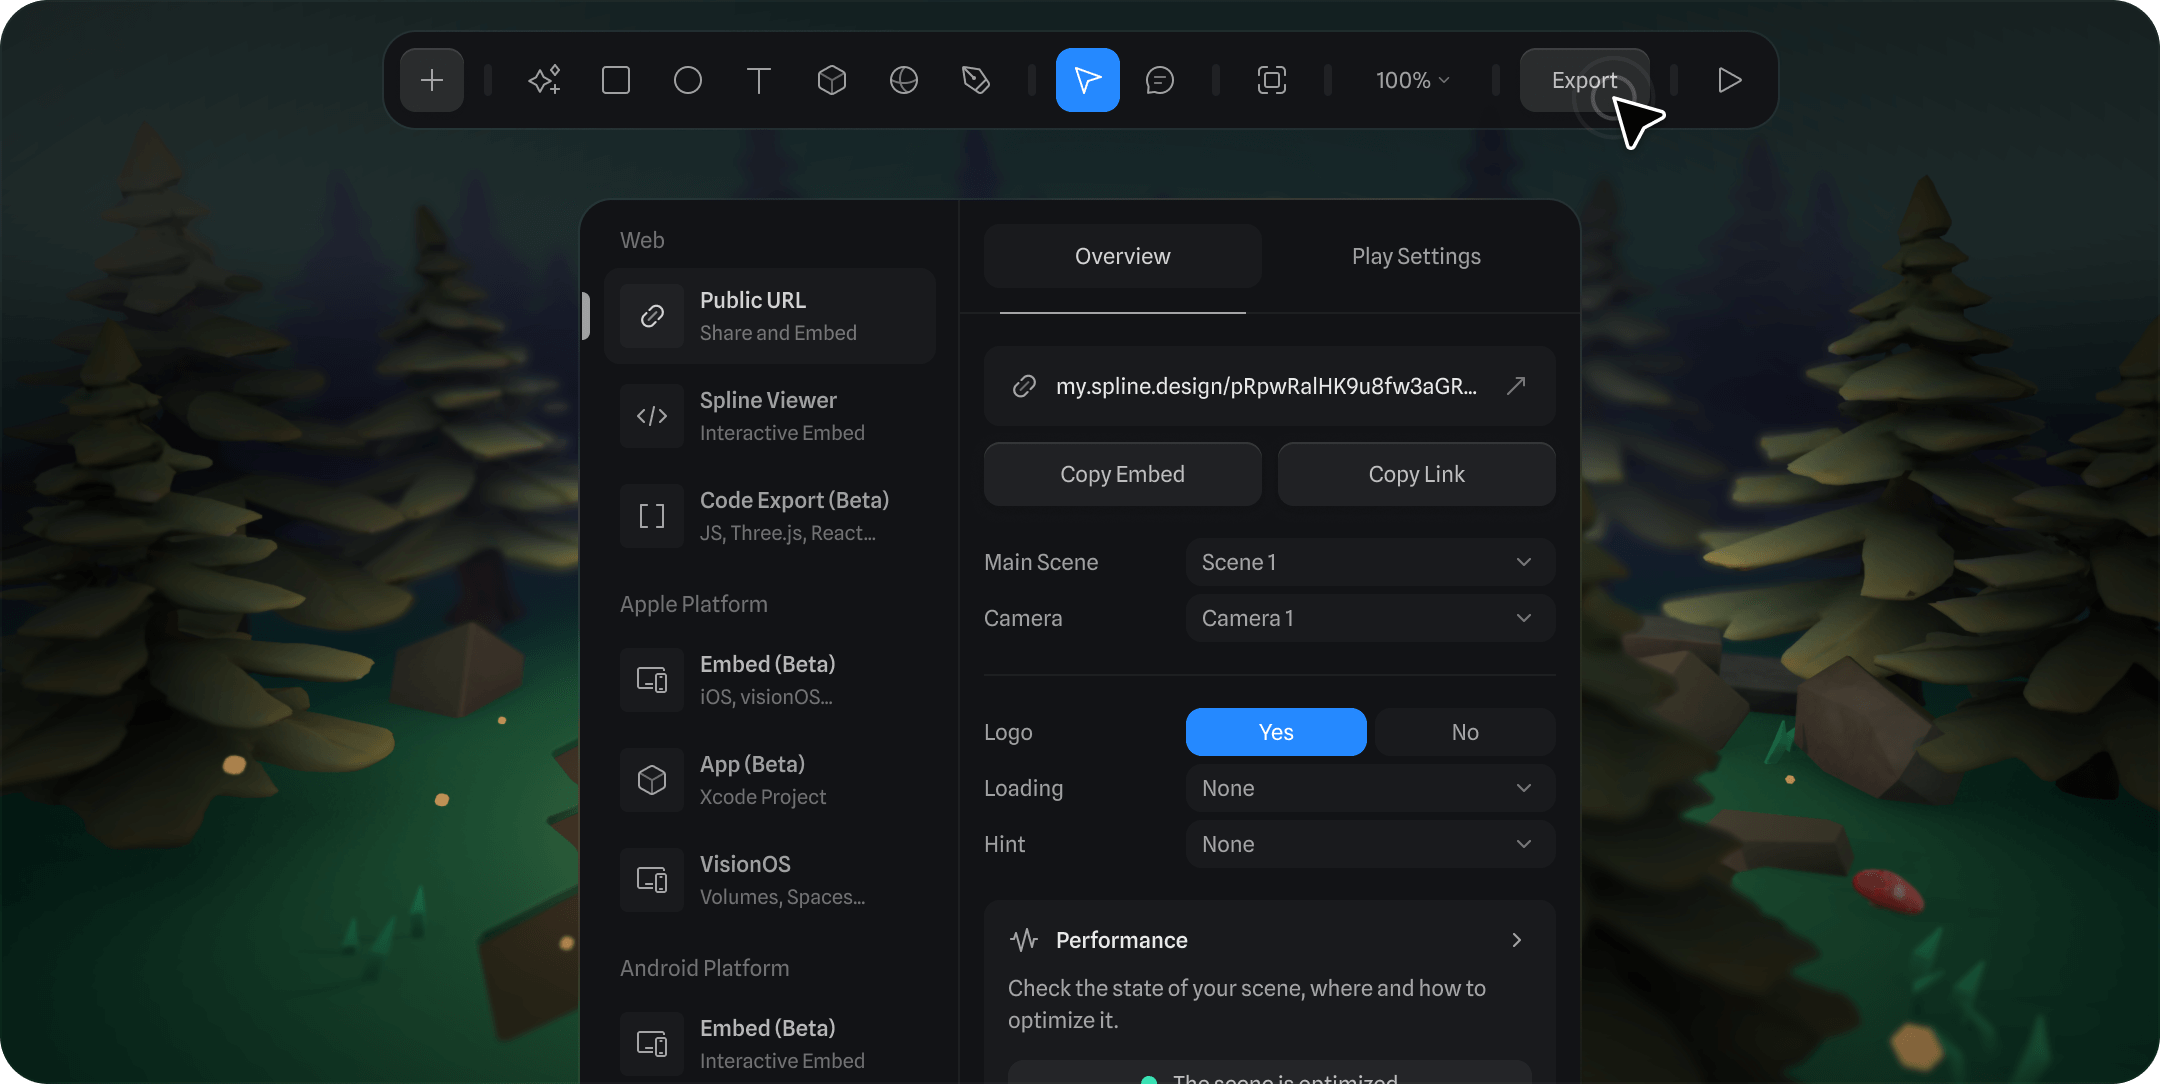 100%
Export
Web
Public URL
Share and Embed
Spline Viewer
Interactive Embed
Code Export (Beta)
JS, Three.js, React...
Apple Platform
Embed (Beta)
iOS, visionOS...
App (Beta)
Xcode Project
VisionOS
Volumes, Spaces...
Android Platform
Embed (Beta)
Interactive Embed
Overview
Play Settings
my.spline.design/pRpwRalHK9u8fw3aGR...
Copy Embed
Copy Link
Main Scene
Scene 1
Camera
Camera 1
Logo
Yes
No
Loading
None
Hint
None
Performance
Check the state of your scene, where and how to
optimize it.
The scene is optimized